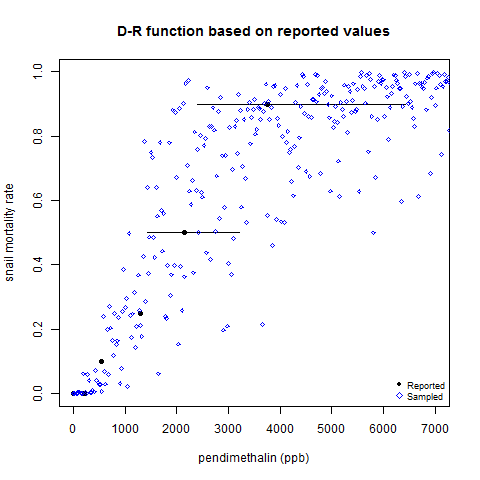 D-R function based on reported values
snail mortality rate
1.0
0.8
0.6
0.4
0.2
0.0
Reported
Sampled
0 1000 2000 3000 4000 5000 6000 7000
pendimethalin (ppb)